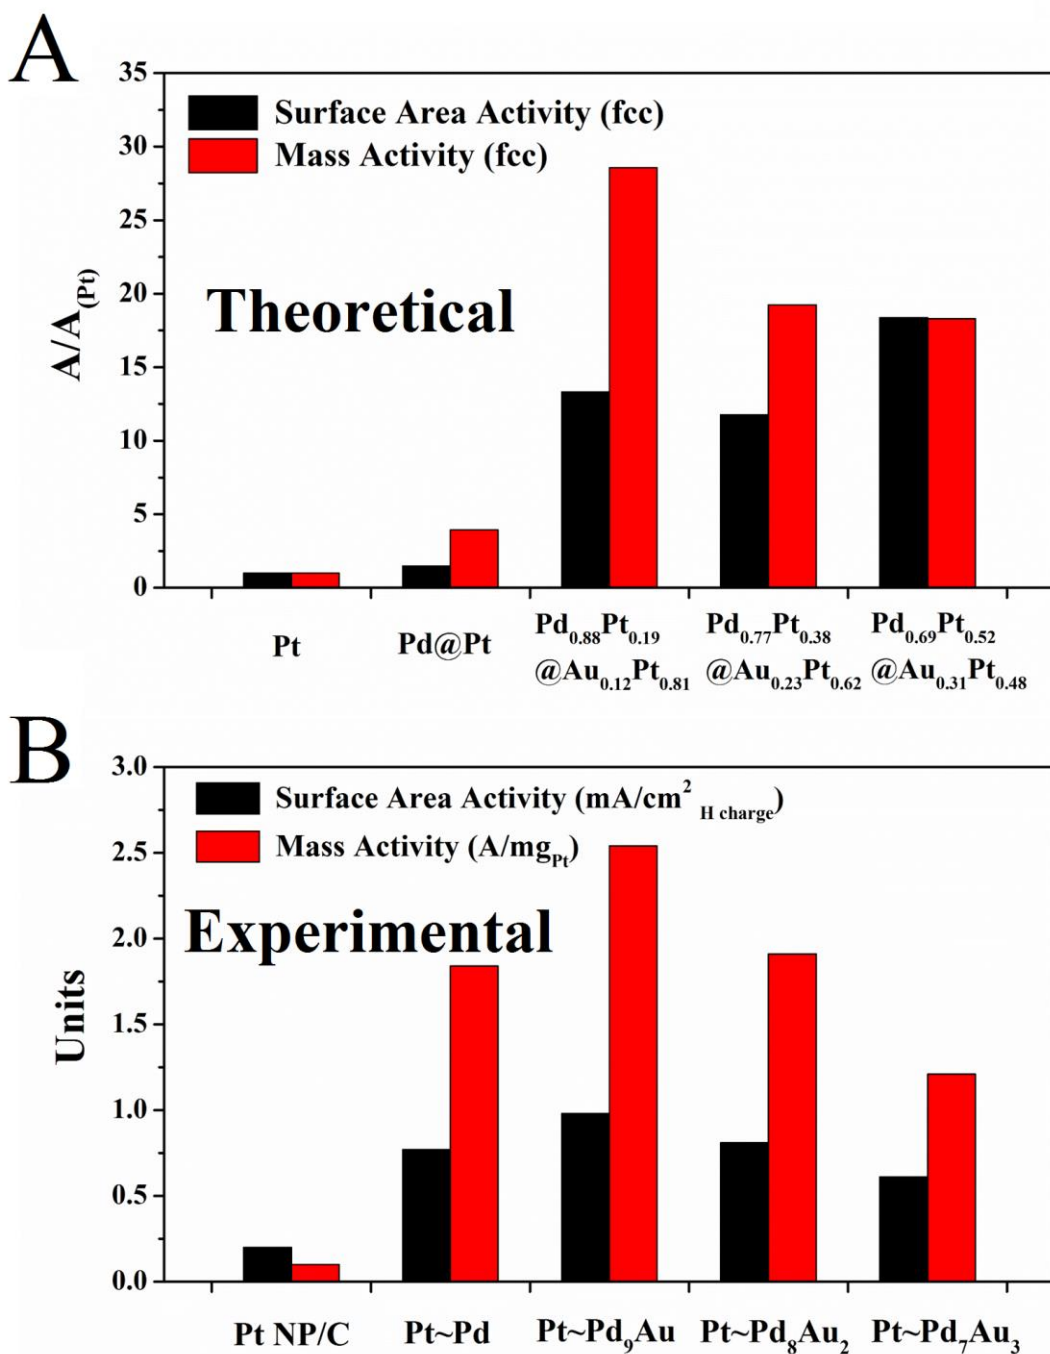 A
35
30
25
20
15
10
5
0
A/A(Pt)
Surface Area Activity (fcc)
Mass Activity (fcc)
Theoretical
Pt
Pd@Pt
Pd0.88Pt0.19
@Au0.12Pt0.81
Pd0.77Pt0.38
@Au0.23Pt0.62
Pd0.69Pt0.52
@Au0.31Pt0.48
B
3.0
2.5
2.0
1.5
1.0
0.5
0.0
Units
Surface Area Activity (mA/cm² H charge)
Mass Activity (A/mgPt)
Experimental
Pt NP/C
Pt~Pd
Pt~Pd9Au
Pt~Pd8Au2
Pt~Pd7Au3